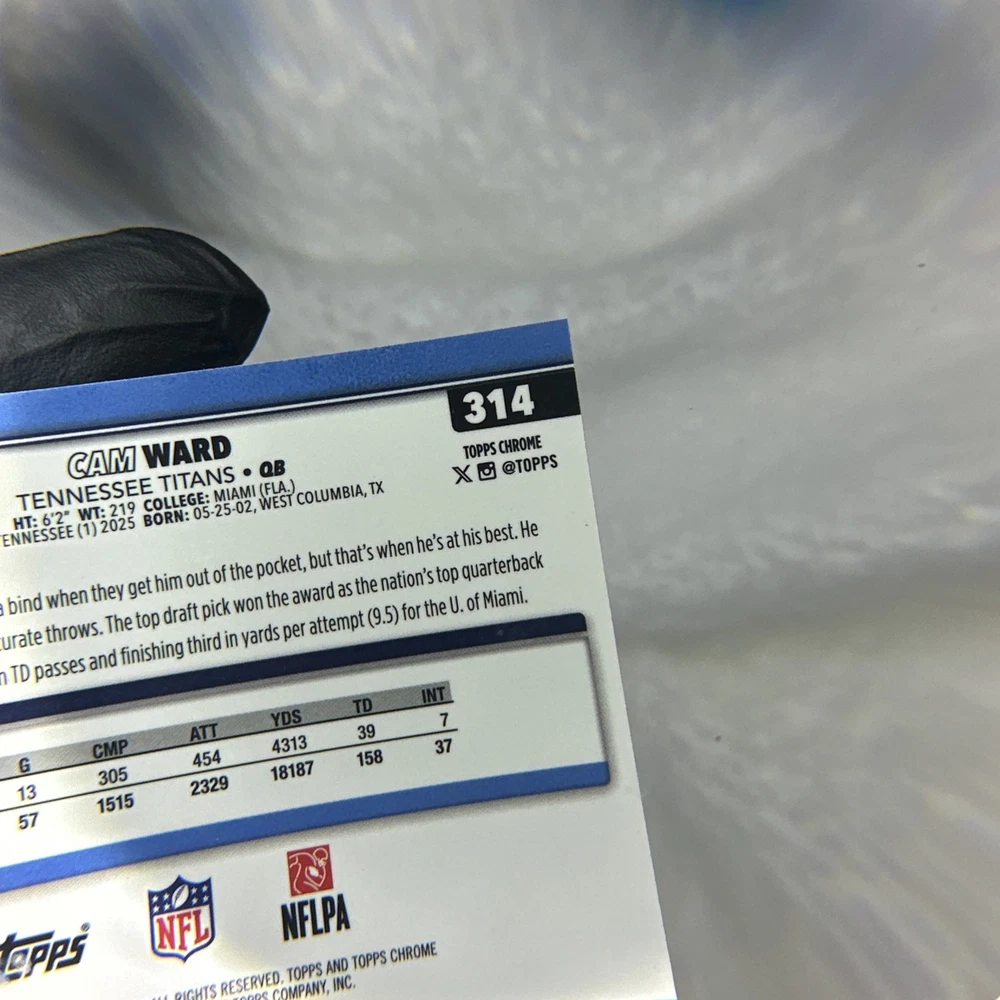 314
TOPPS CHROME
@TOPPS
CAM WARD
TENNESSEE TITANS • QB
HT: 6'2" WT: 219 COLLEGE: MIAMI (FLA.)
(1) 2025 BORN: 05-25-02, WEST COLUMBIA, TX
a bind when they get him out of the pocket, but that's when he's at his best. He
throws. The top draft pick won the award as the nation's top quarterback
TD passes and finishing third in yards per attempt (9.5) for the U. of Miami.
G CMP ATT YDS TD INT
13 305 454 4313 39 7
57 1515 2329 18187 158 37
TOPPS®
NFL
NFLPA
RIGHTS RESERVED. TOPPS AND TOPPS CHROME
COMPANY, INC.